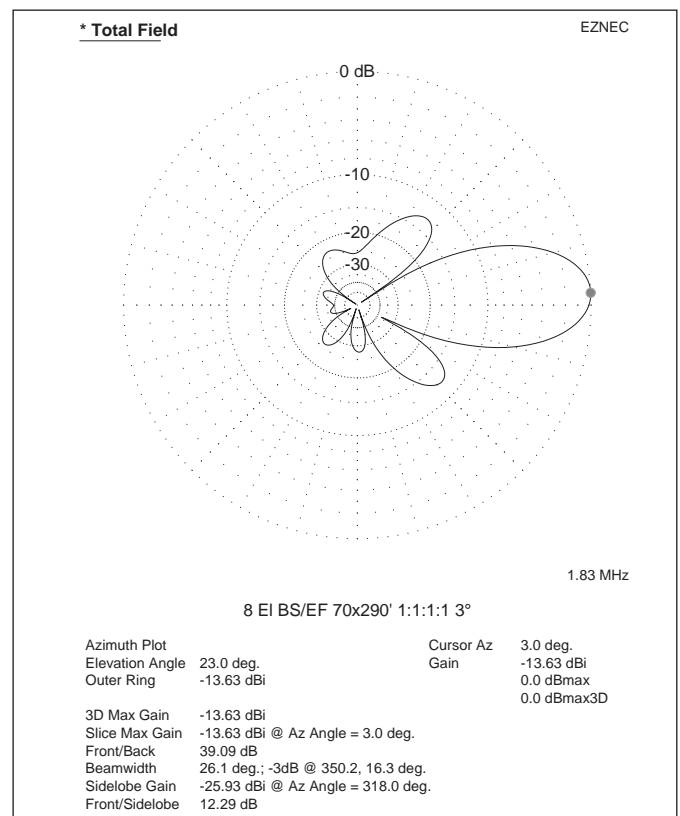 * Total Field EZNEC
0 dB
-10
-20
-30
1.83 MHz
8 El BS/EF 70x290' 1:1:1:1 3°
Azimuth Plot Cursor Az 3.0 deg.
Elevation Angle 23.0 deg. Gain -13.63 dBi
Outer Ring -13.63 dBi 0.0 dBmax
0.0 dBmax3D
3D Max Gain -13.63 dBi
Slice Max Gain -13.63 dBi @ Az Angle = 3.0 deg.
Front/Back 39.09 dB
Beamwidth 26.1 deg.; -3dB @ 350.2, 16.3 deg.
Sidelobe Gain -25.93 dBi @ Az Angle = 318.0 deg.
Front/Sidelobe 12.29 dB